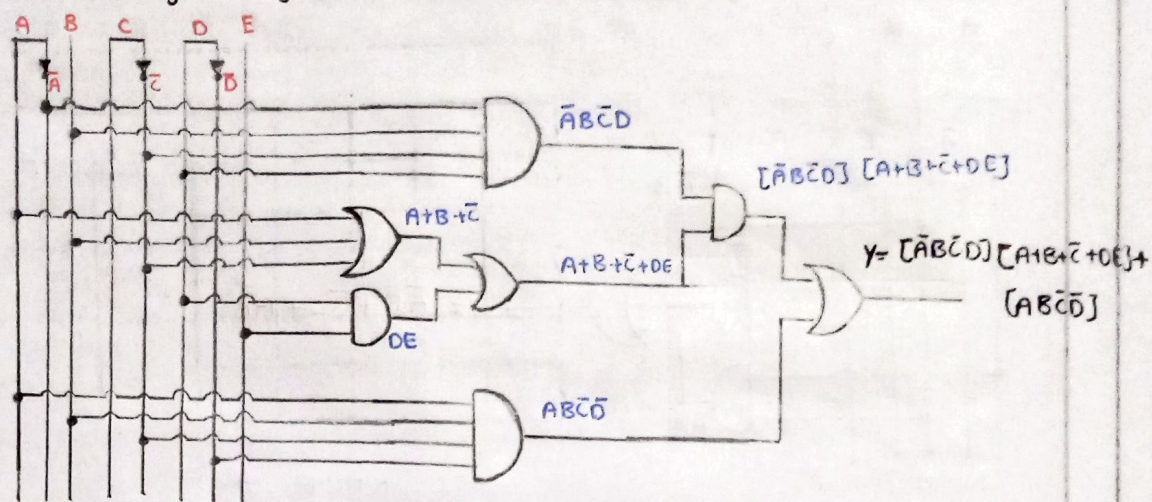 A B C D E
Ā C̄ D̄
ĀBC̄D
[ĀBC̄D] [A+B+C̄+DE]
A+B+C̄
y= [ĀBC̄D] [A+B+C̄+DE]+
[ABC̄D̄]
A+B+C̄+DE
DE
ABC̄D̄